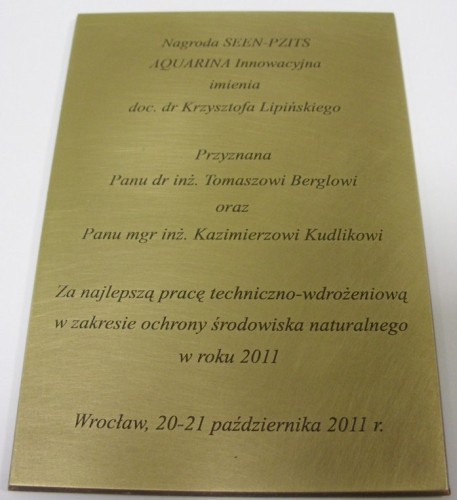 Nagroda SEEN-PZITS
AQUARINA Innowacyjna
imienia
doc. dr Krzysztofa Lipińskiego
Przyznana
Panu dr inż. Tomaszowi Berglowi
oraz
Panu mgr inż. Kazimierzowi Kudlikowi
Za najlepszą pracę techniczno-wdrożeniową
w zakresie ochrony środowiska naturalnego
w roku 2011
Wrocław, 20-21 października 2011 r.